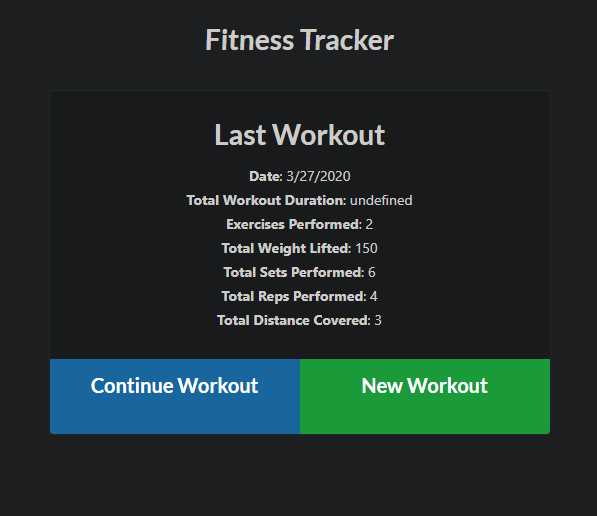 Fitness Tracker
Last Workout
Date: 3/27/2020
Total Workout Duration: undefined
Exercises Performed: 2
Total Weight Lifted: 150
Total Sets Performed: 6
Total Reps Performed: 4
Total Distance Covered: 3
Continue Workout
New Workout